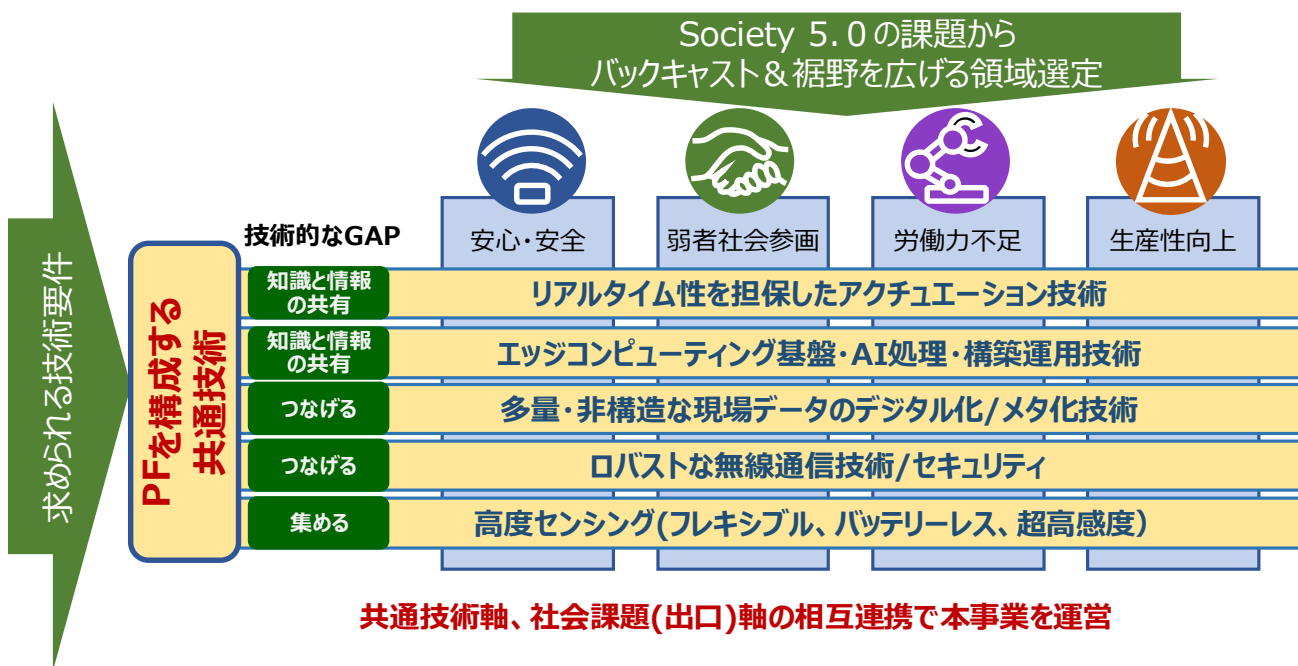 Society 5.0の課題から
バックキャスト＆裾野を広げる領域選定
求められる技術要件
技術的なGAP
安心・安全
弱者社会参画
労働力不足
生産性向上
PFを構成する
共通技術
知識と情報
の共有
リアルタイム性を担保したアクチュエーション技術
知識と情報
の共有
エッジコンピューティング基盤・AI処理・構築運用技術
つなげる
多量・非構造な現場データのデジタル化/メタ化技術
つなげる
ロバストな無線通信技術/セキュリティ
集める
高度センシング(フレキシブル、バッテリーレス、超高感度）
共通技術軸、社会課題(出口)軸の相互連携で本事業を運営